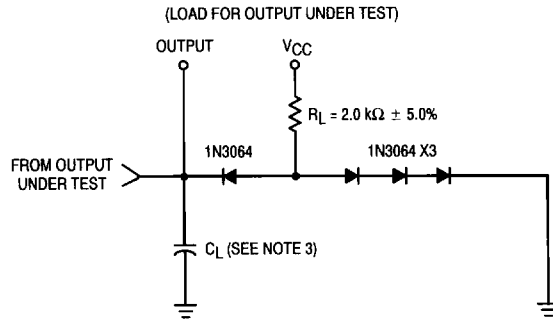 (LOAD FOR OUTPUT UNDER TEST)
OUTPUT
VCC
RL = 2.0 kΩ ± 5.0%
1N3064
1N3064 X3
FROM OUTPUT
UNDER TEST
CL (SEE NOTE 3)